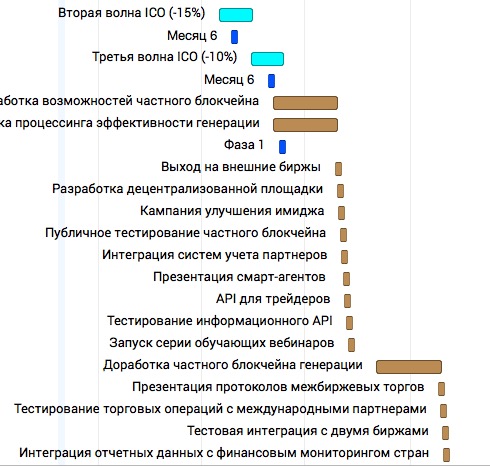 Вторая волна ICO (-15%)
Месяц 6
Третья волна ICO (-10%)
Месяц 6
возможностей частного блокчейна
процессинга эффективности генерации
Фаза 1
Выход на внешние биржы
Разработка децентрализованной площадки
Кампания улучшения имиджа
Публичное тестирование частного блокчейна
Интеграция систем учета партнеров
Презентация смарт-агентов
API для трейдеров
Тестирование информационного API
Запуск серии обучающих вебинаров
Доработка частного блокчейна генерации
Презентация протоколов межбиржевых торгов
Тестирование торговых операций с международными партнерами
Тестовая интеграция с двумя биржами
Интеграция отчетных данных с финансовым мониторингом стран